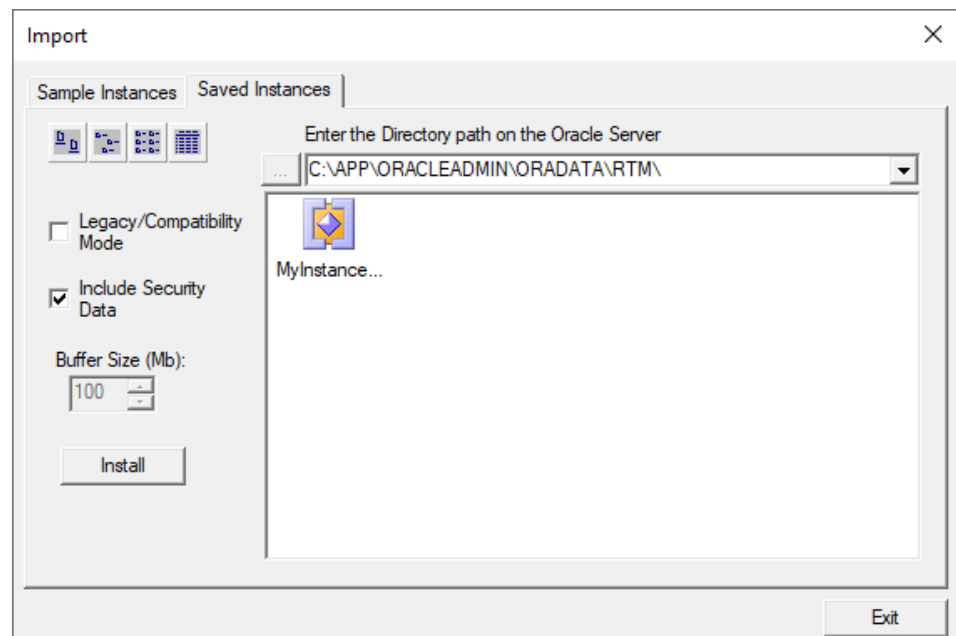 Import
Sample Instances
Saved Instances
Enter the Directory path on the Oracle Server
...
C:\APP\ORACLEADMIN\ORADATA\RTM\
Legacy/Compatibility
Mode
MyInstance...
Include Security
Data
Buffer Size (Mb):
100
Install
Exit